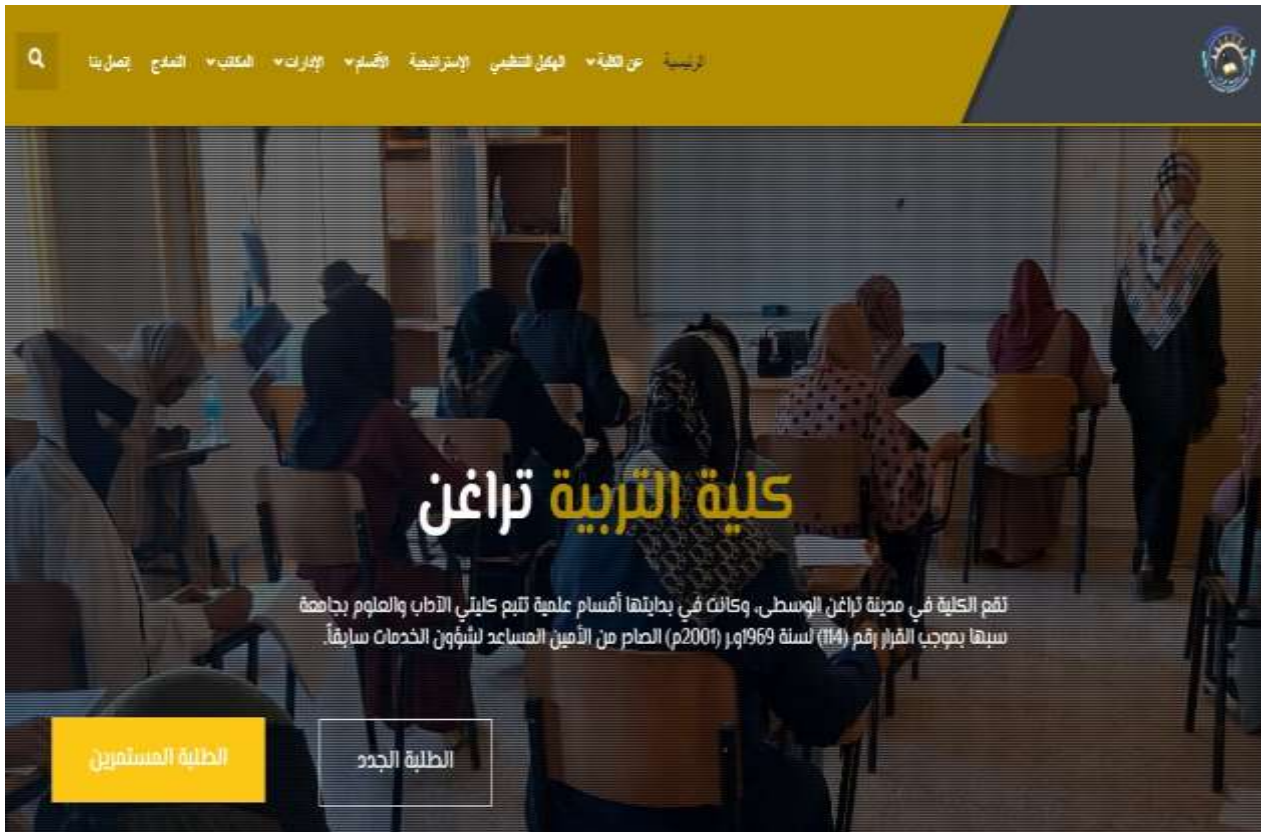 الرئيسية
عن الكلية
الهيكل التنظيمي
الإستراتيجية
الأقسام
الإدارات
المكاتب
النماذج
إتصل بنا
كلية التربية تراغن
تقع الكلية في مدينة تراغن الوسطى، وكانت في بدايتها أقسام علمية تتبع كليتي الآداب والعلوم بجامعة
سبها بموجب القرار رقم (114) لسنة 1969و.ر (2001م) الصادر من الأمين المساعد لشؤون الخدمات سابقاً.
الطلبة الجدد
الطلبة المستمرين